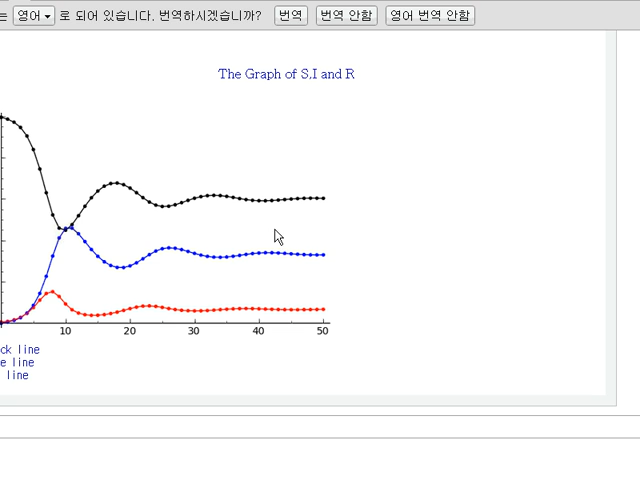 는 영어 로 되어 있습니다. 번역하시겠습니까? 번역 번역 안함 영어 번역 안함
The Graph of S,I and R
10 20 30 40 50
ck line
e line
line